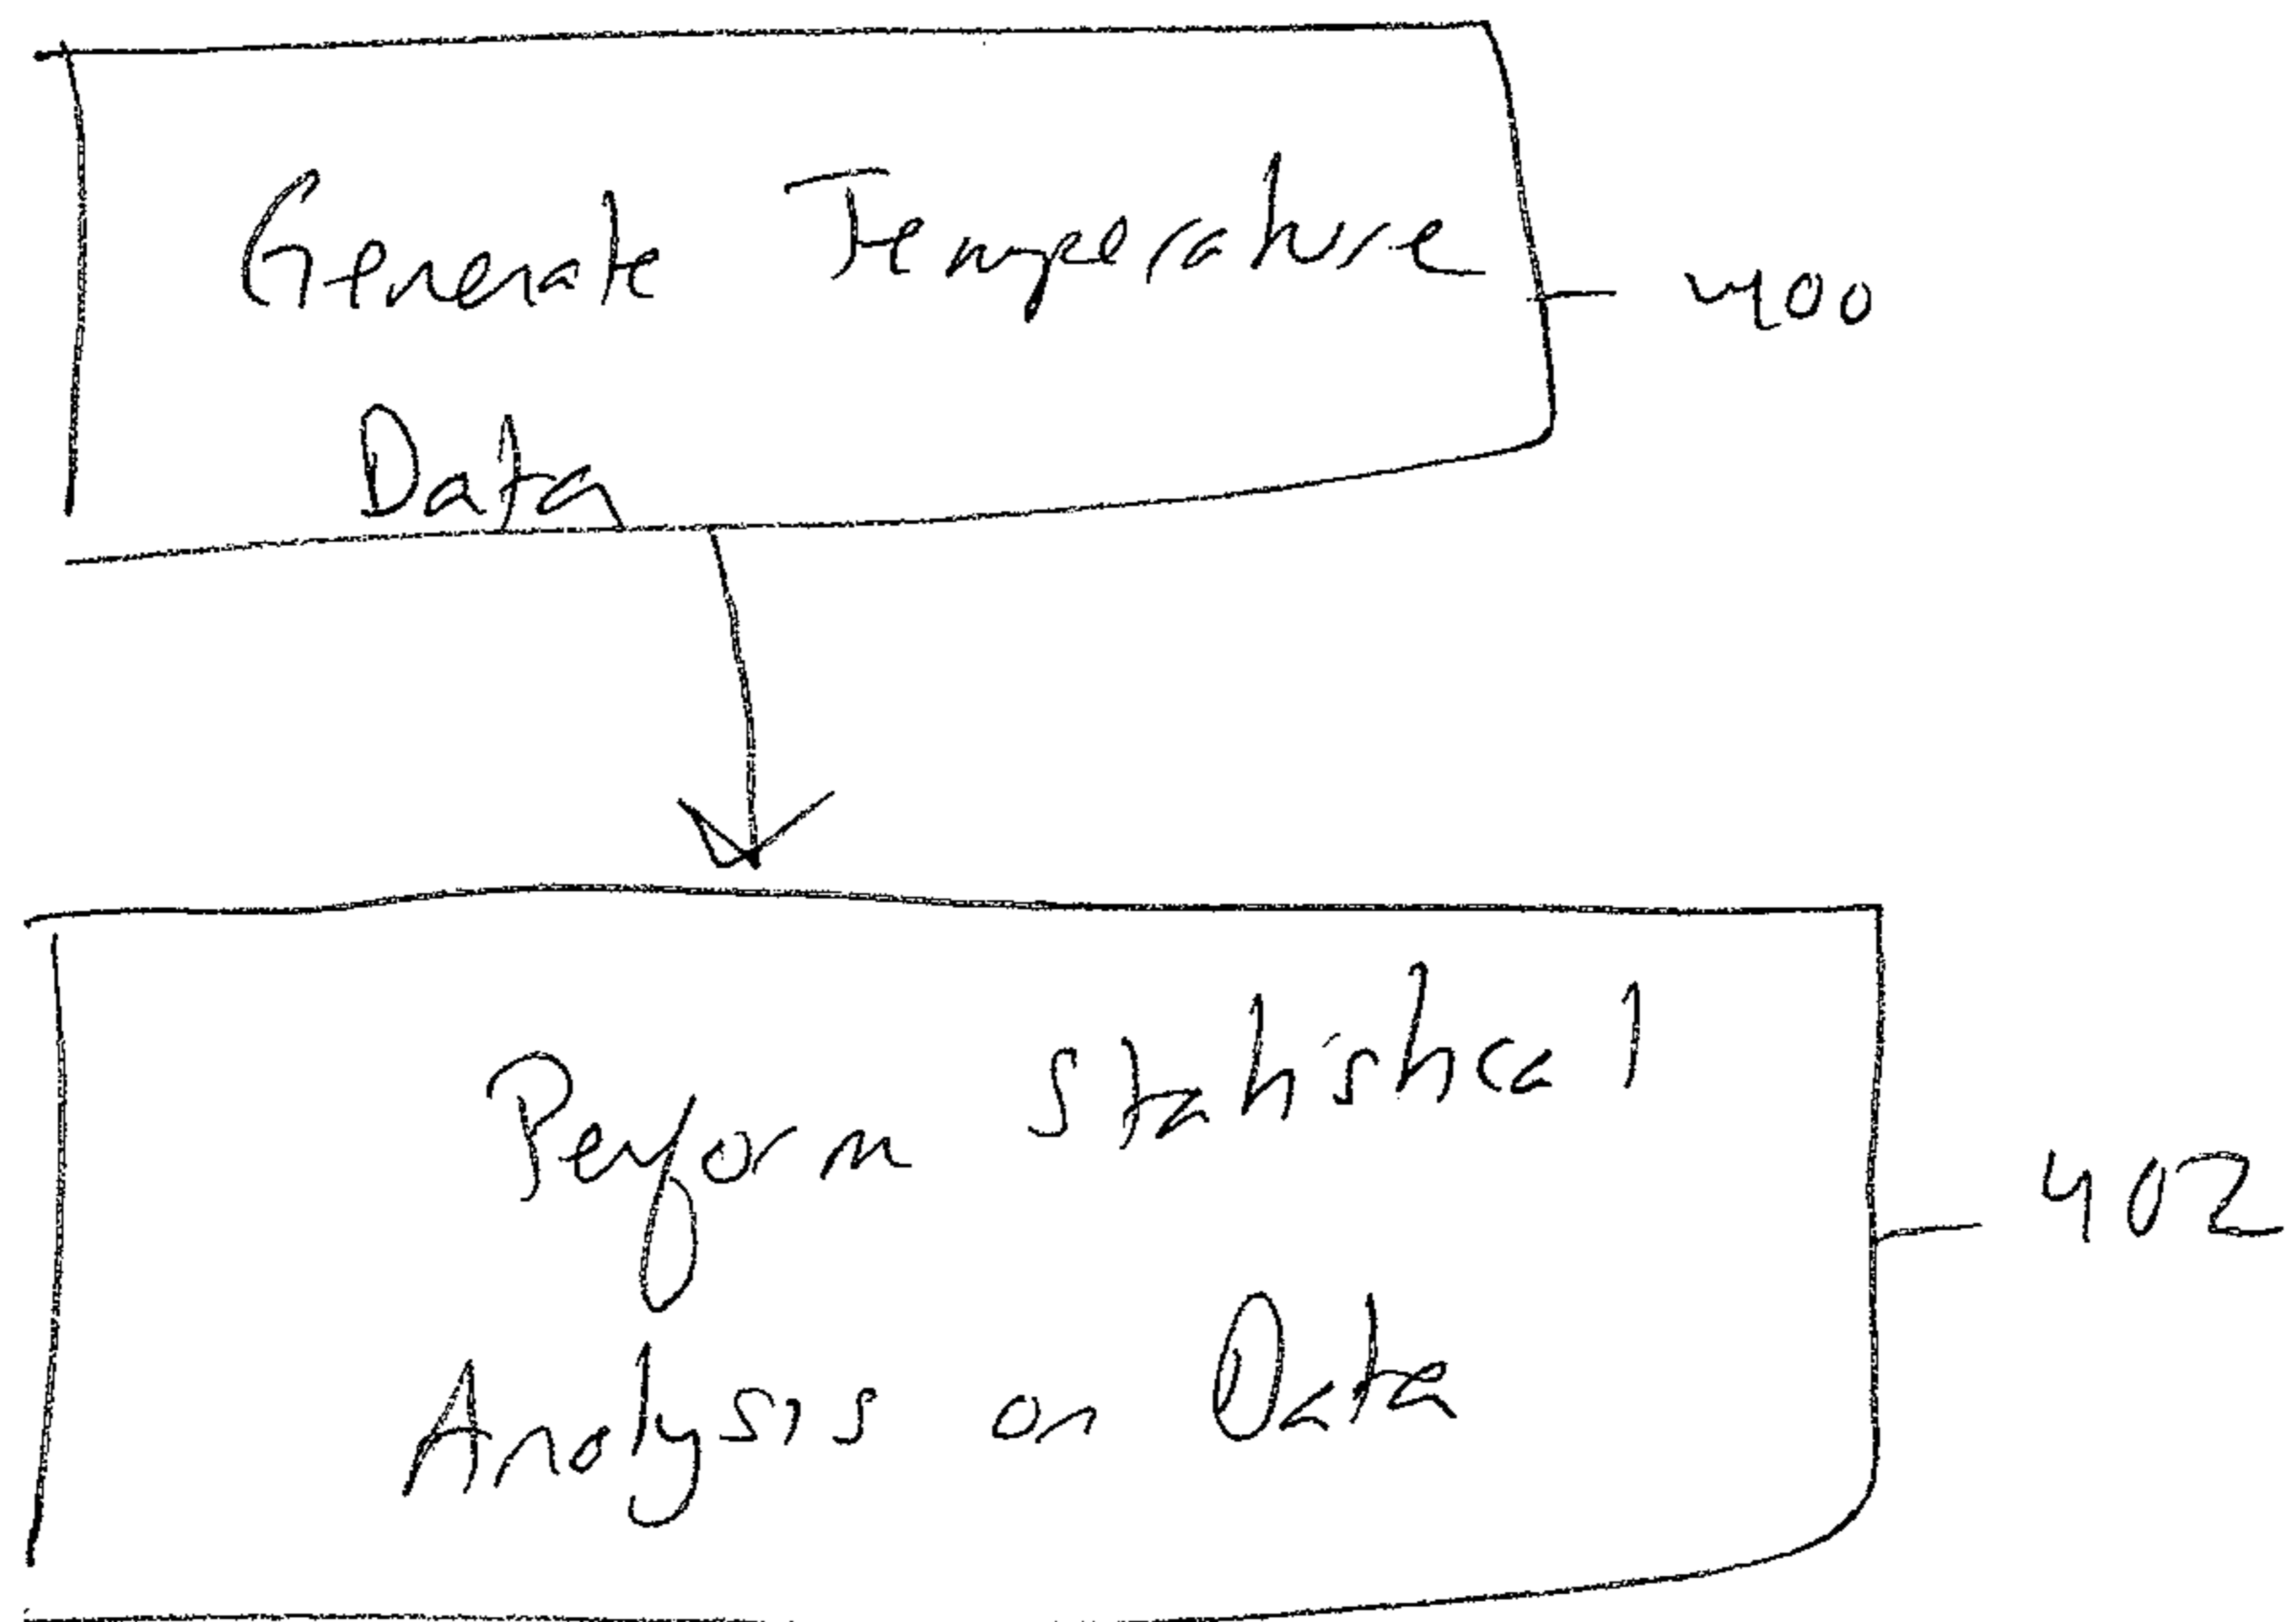 Generate Temperature
400
Data
Perform Statistical
402
Analysis on Data